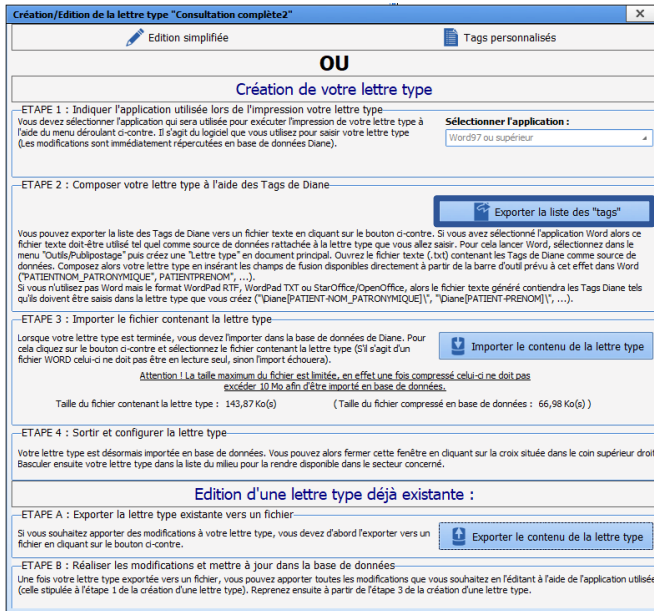 Création/Edition de la lettre type "Consultation complète2"
Edition simplifiée
Tags personnalisés
OU
Création de votre lettre type
ETAPE 1 : Indiquer l'application utilisée lors de l'impression votre lettre type
Vous devez sélectionner l'application qui sera utilisée pour exécuter l'impression de votre lettre type à
l'aide du menu déroulant ci-contre. Il s'agit du logiciel que vous utilisez pour saisir votre lettre type
(Les modifications sont immédiatement répercutées en base de données Diane).
Sélectionner l'application :
Word97 ou supérieur
ETAPE 2 : Composer votre lettre type à l'aide des Tags de Diane
Exporter la liste des "tags"
Vous pouvez exporter la liste des Tags de Diane vers un fichier texte en cliquant sur le bouton ci-contre. Si vous avez sélectionné l'application Word alors ce
fichier texte doit-être utilisé tel quel comme source de données rattachée à la lettre type que vous allez saisir. Pour cela lancer Word, sélectionnez dans le
menu "Outils/Publipostage" puis créez une "Lettre type" en document principal. Ouvrez le fichier texte (.txt) contenant les Tags de Diane comme source de
données. Composez alors votre lettre type en insérant les champs de fusion disponibles directement à partir de la barre d'outil prévu à cet effet dans Word
("PATIENTNOM_PATRONYMIQUE", PATIENTPRENOM", ...).
Si vous n'utilisez pas Word mais le format WordPad RTF, WordPad TXT ou StarOffice/OpenOffice, alors le fichier texte généré contiendra les Tags Diane tels
qu'ils doivent être saisis dans la lettre type que vous créez ("\Diane[PATIENT-NOM_PATRONYMIQUE]\", "\Diane[PATIENT-PRENOM]\", ...).
ETAPE 3 : Importer le fichier contenant la lettre type
Lorsque votre lettre type est terminée, vous devez l'importer dans la base de données de Diane. Pour
cela cliquez sur le bouton ci-contre et sélectionnez le fichier contenant la lettre type (S'il s'agit d'un
fichier WORD celui-ci ne doit pas être en lecture seul, sinon l'import échouera).
Importer le contenu de la lettre type
Attention ! La taille maximum du fichier est limitée, en effet une fois compressé celui-ci ne doit pas
excéder 10 Mo afin d'être importé en base de données.
Taille du fichier contenant la lettre type : 143,87 Ko(s)
( Taille du fichier compressé en base de données : 66,98 Ko(s) )
ETAPE 4 : Sortir et configurer la lettre type
Votre lettre type est désormais importée en base de données. Vous pouvez alors fermer cette fenêtre en cliquant sur la croix située dans le coin supérieur droit
Basculer ensuite votre lettre type dans la liste du milieu pour la rendre disponible dans le secteur concerné.
Edition d'une lettre type déjà existante :
ETAPE A : Exporter la lettre type existante vers un fichier
Si vous souhaitez apporter des modifications à votre lettre type, vous devez d'abord l'exporter vers un
fichier en cliquant sur le bouton ci-contre.
Exporter le contenu de la lettre type
ETAPE B : Réaliser les modifications et mettre à jour dans la base de données
Une fois votre lettre type exportée vers un fichier, vous pouvez apporter toutes les modifications que vous souhaitez en l'éditant à l'aide de l'application utilisée
(celle stipulée à l'étape 1 de la création d'une lettre type). Reprenez ensuite à partir de l'étape 3 de la création d'une lettre type.